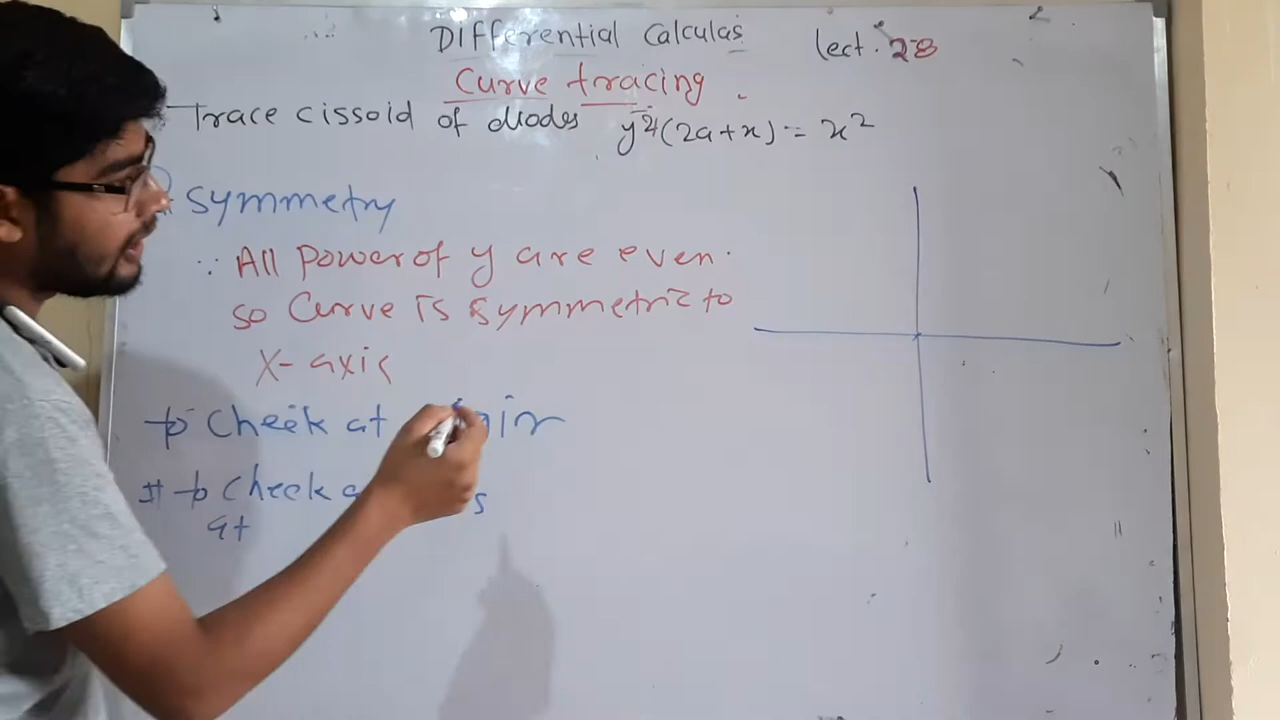 Differential Calculas lect. 28
Curve tracing
Trace cissoid of diodes y²(2a+x) = x²
symmetry
∵ All power of y are even.
so Curve is symmetric to
X-axis
Check at
# Check
at